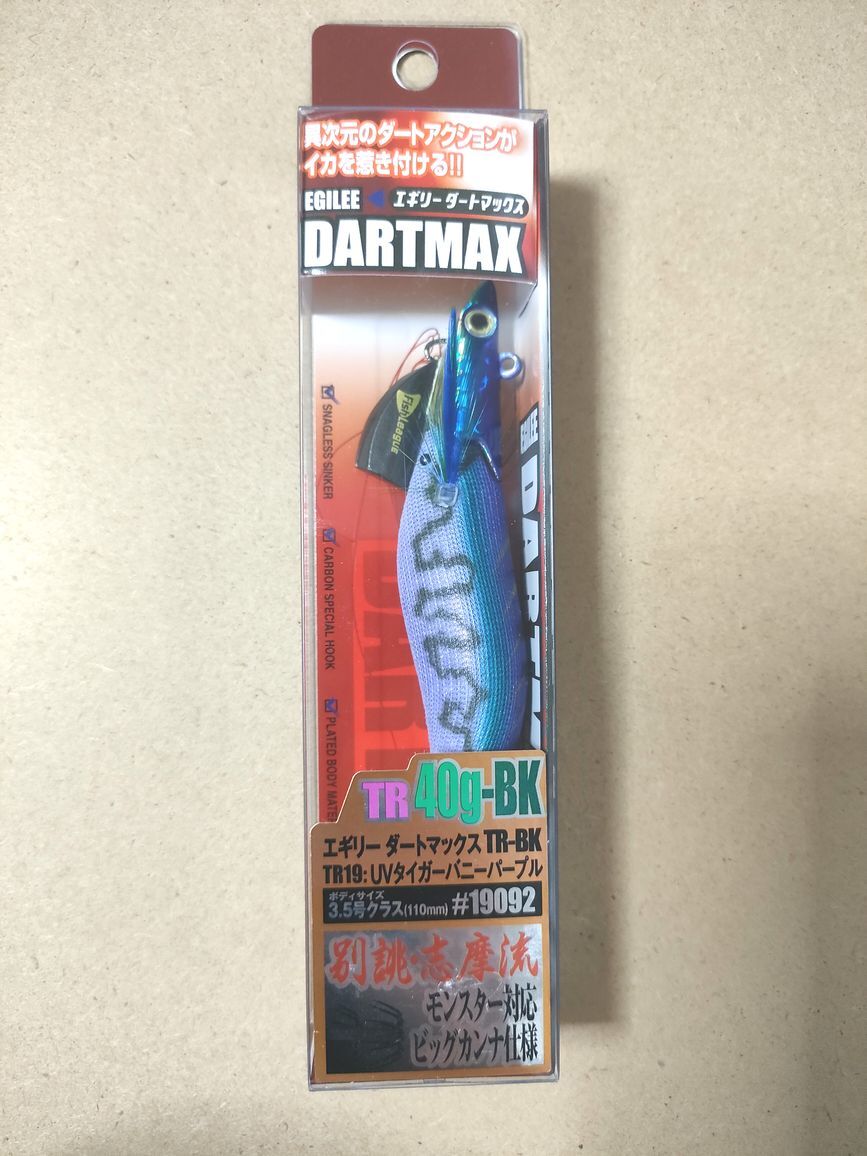 異次元のダートアクションが
イカを惹き付ける!!
EGILEE
エギリー ダートマックス
DARTMAX
FishLeague
SNAGLESS SINKER
CARBON SPECIAL HOOK
PLATED BODY MATE
EGILEE
DARTM
DART
TR 40g-BK
エギリー ダートマックス TR-BK
TR19: UVタイガーバニーパープル
ボディサイズ
3.5号クラス(110mm) #19092
別誂・志摩流
モンスター対応
ビッグカンナ仕様